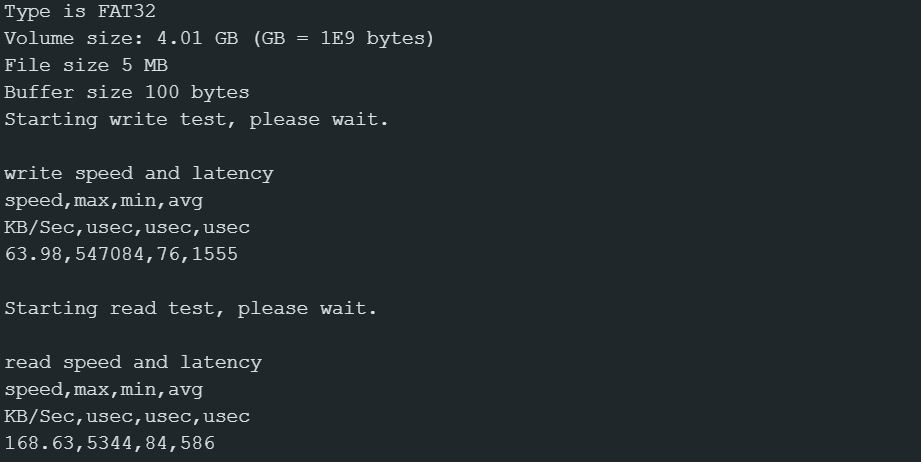 Type is FAT32
Volume size: 4.01 GB (GB = 1E9 bytes)
File size 5 MB
Buffer size 100 bytes
Starting write test, please wait.
write speed and latency
speed,max,min,avg
KB/Sec,usec,usec,usec
63.98,547084,76,1555
Starting read test, please wait.
read speed and latency
speed,max,min,avg
KB/Sec,usec,usec,usec
168.63,5344,84,586